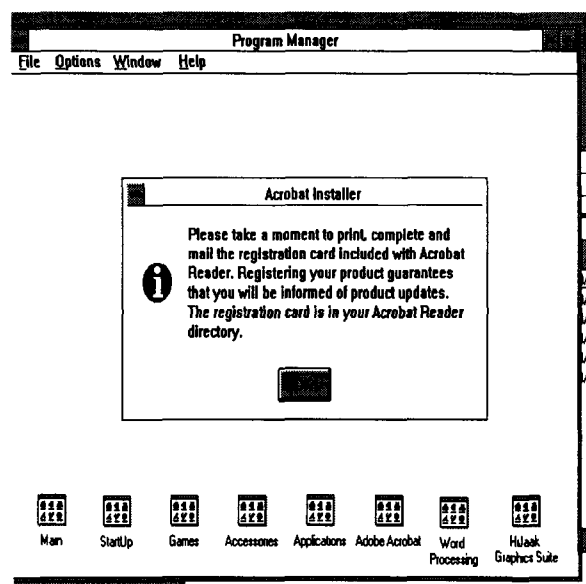 Program Manager
File Options Window Help
Acrobat Installer
Please take a moment to print, complete and
mail the registration card included with Acrobat
Reader. Registering your product guarantees
that you will be informed of product updates.
The registration card is in your Acrobat Reader
directory.
Main StartUp Games Accessories Applications Adobe Acrobat Word Processing HiJaak Graphics Suite